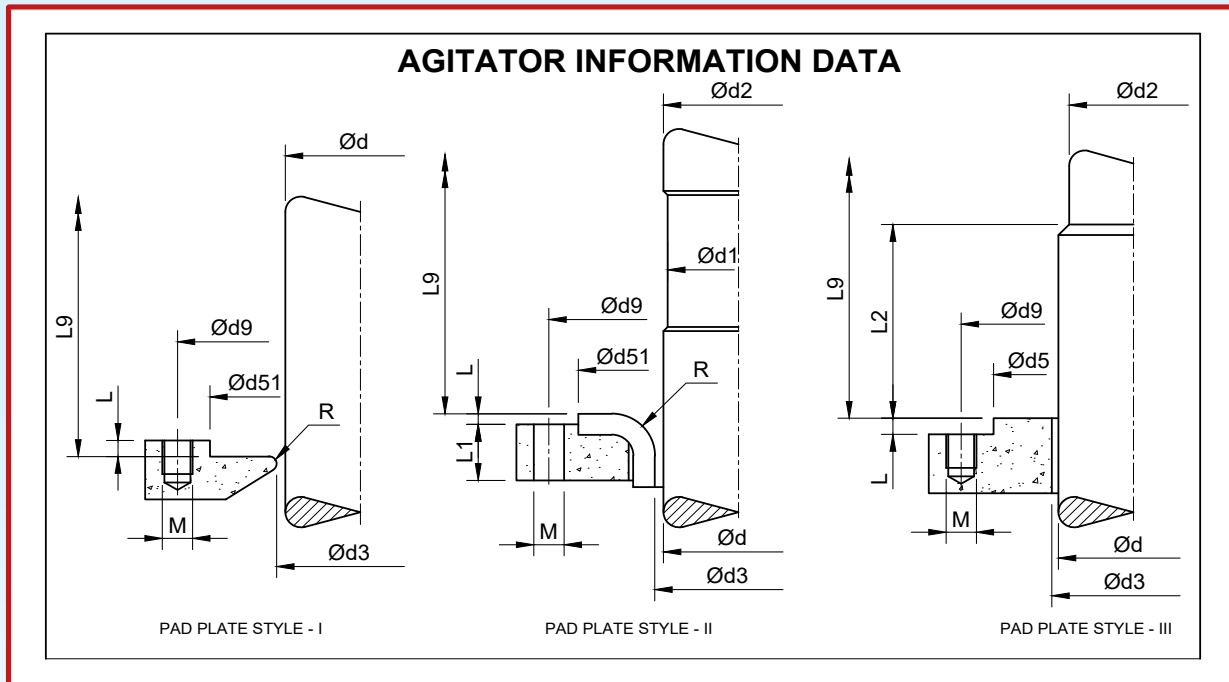 AGITATOR INFORMATION DATA
Ød
L9
Ød9
Ød51
L
R
M
Ød3
PAD PLATE STYLE - I
Ød2
L9
Ød1
Ød9
Ød51
L
R
L1
M
Ød
Ød3
PAD PLATE STYLE - II
Ød2
L9
L2
Ød9
Ød5
L
M
Ød
Ød3
PAD PLATE STYLE - III